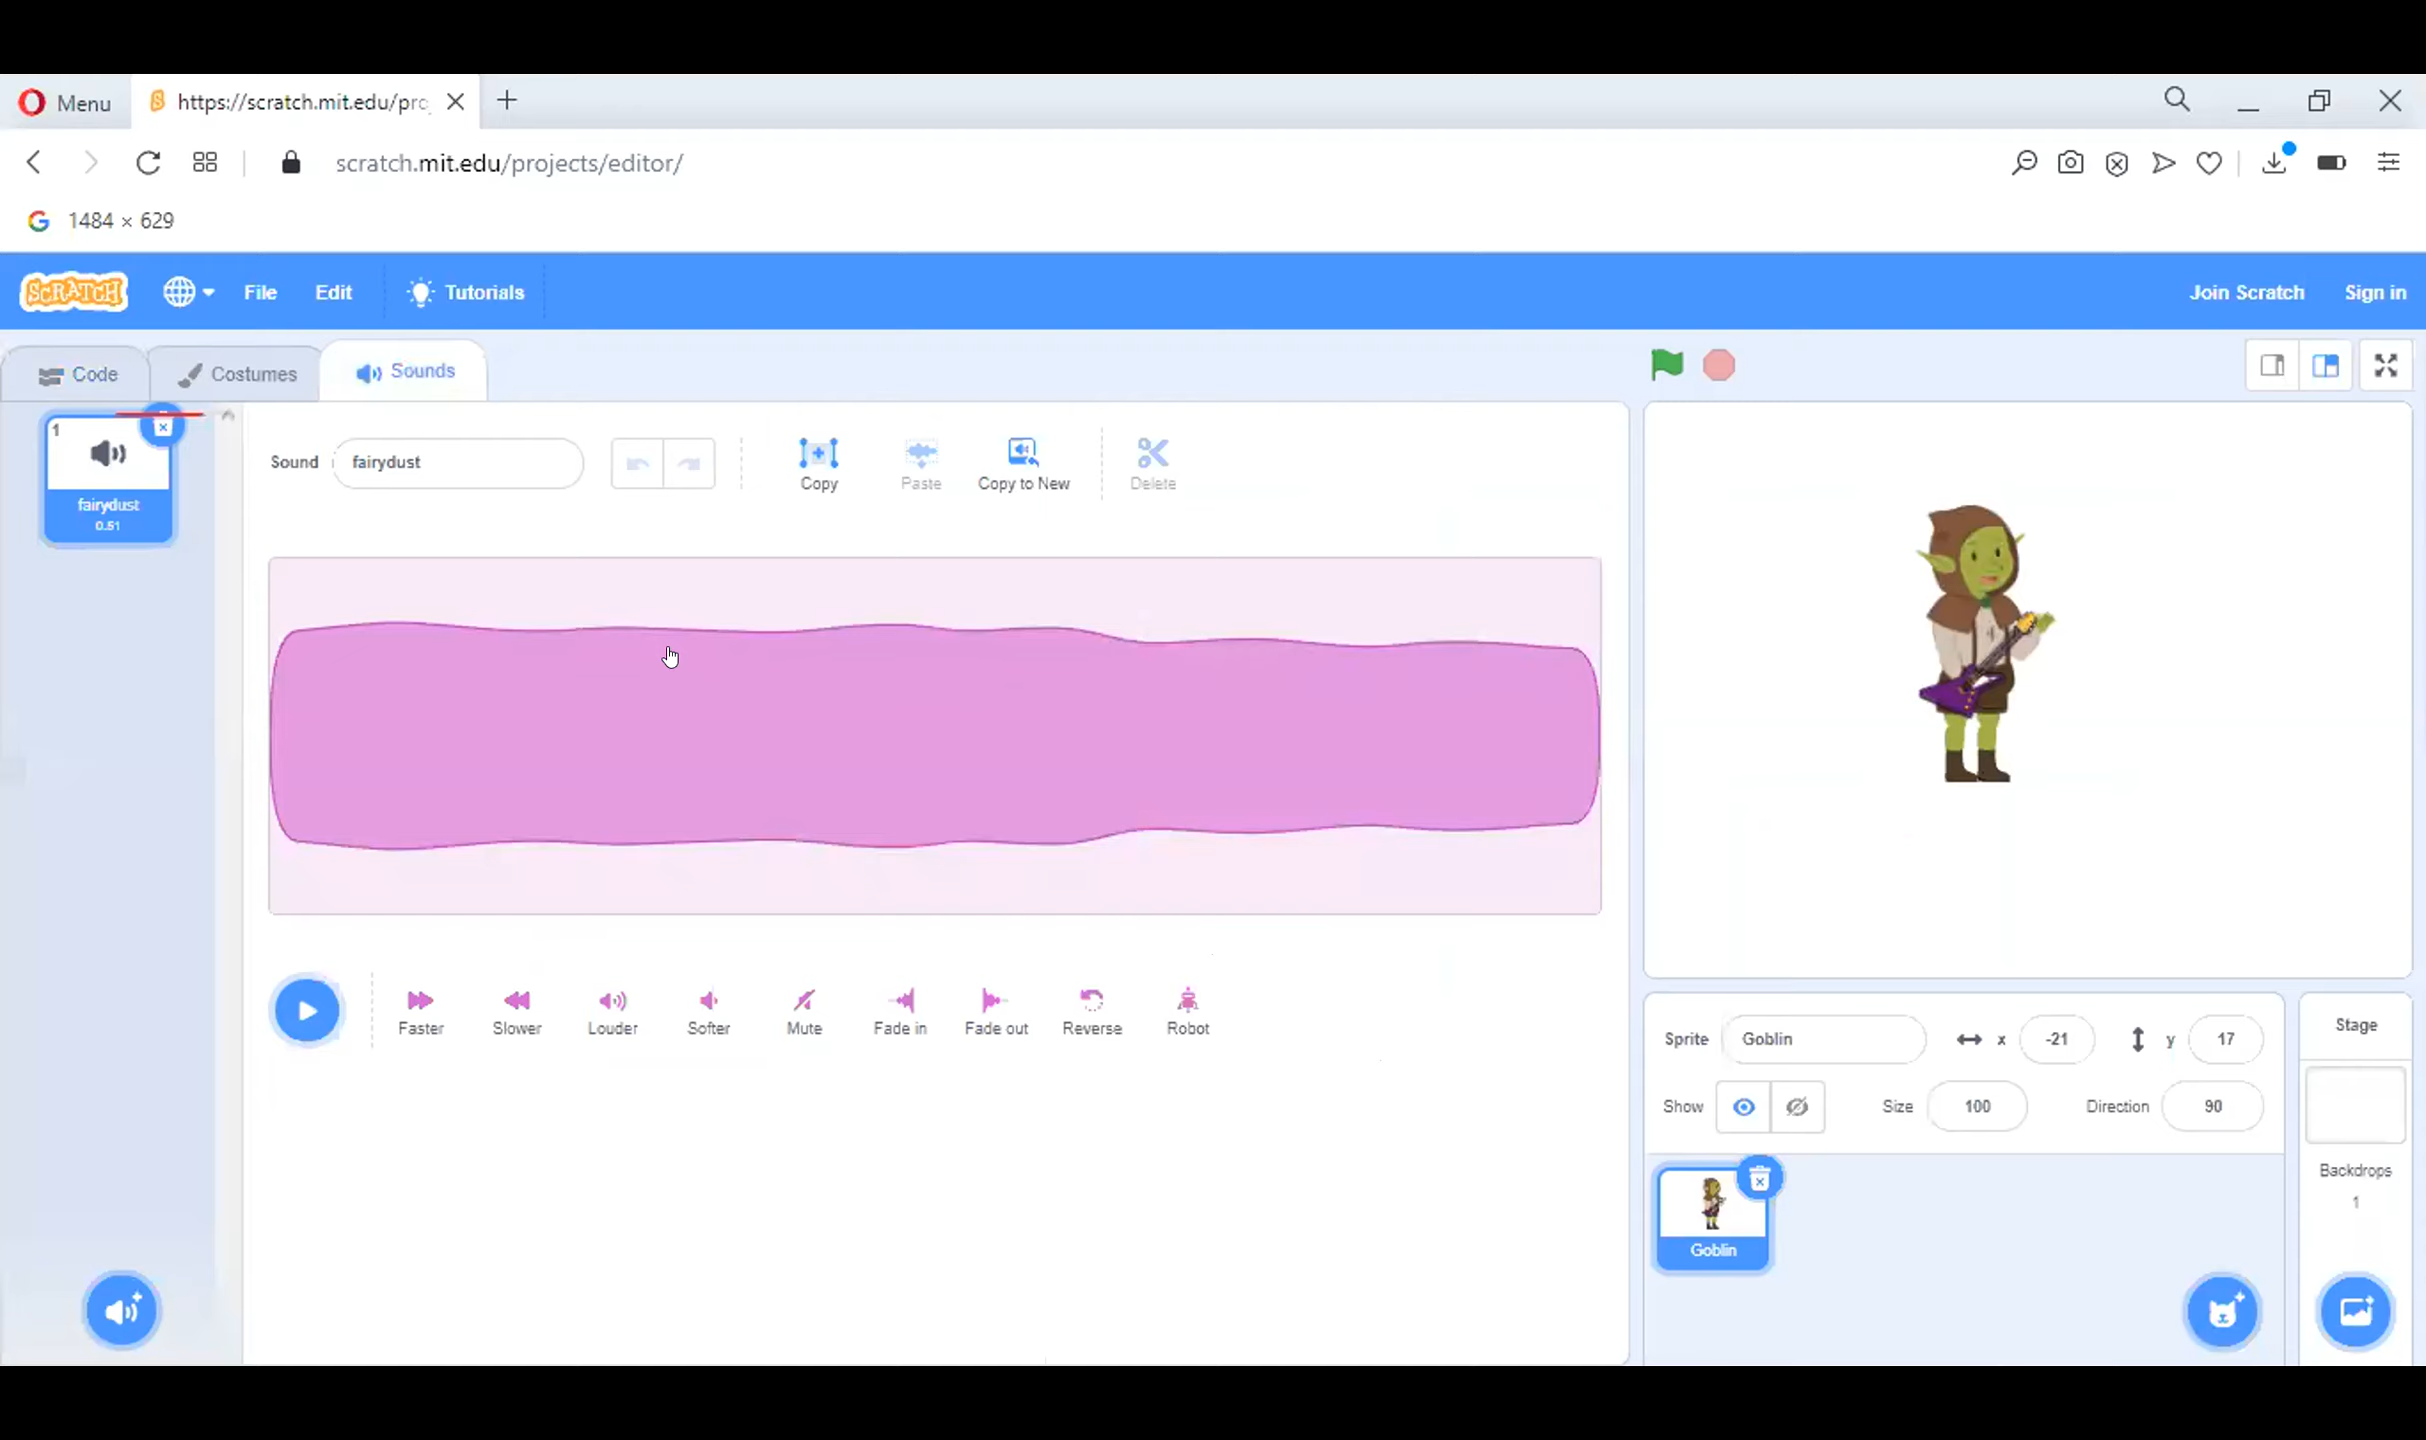 Menu
https://scratch.mit.edu/pro
scratch.mit.edu/projects/editor/
1484 × 629
SCRATCH
File
Edit
Tutorials
Join Scratch
Sign in
Code
Costumes
Sounds
1
fairydust
0.51
Sound
fairydust
Copy
Paste
Copy to New
Delete
Faster
Slower
Louder
Softer
Mute
Fade in
Fade out
Reverse
Robot
Sprite
Goblin
x
-21
y
17
Show
Size
100
Direction
90
Goblin
Stage
Backdrops
1